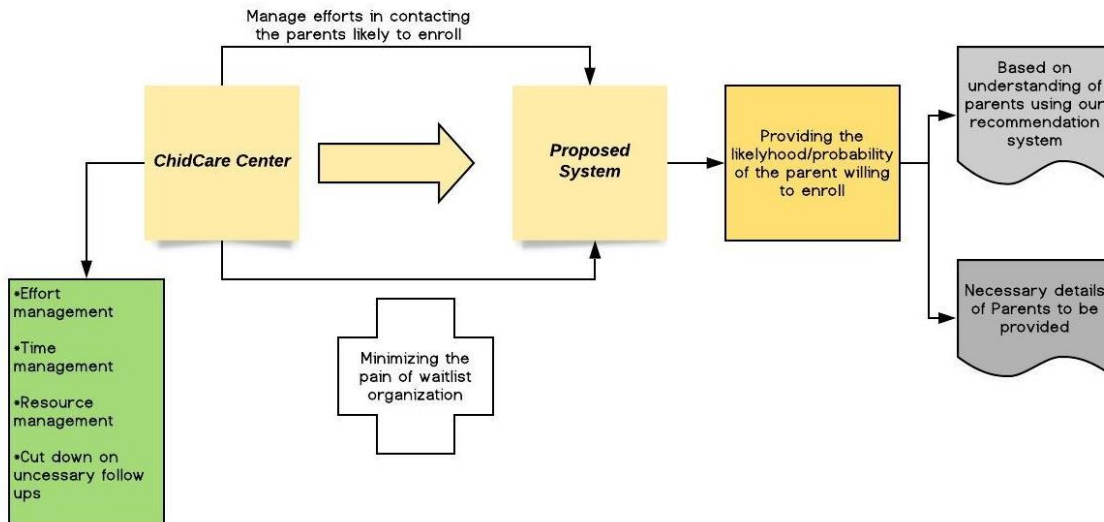 Manage efforts in contacting
the parents likely to enroll
ChidCare Center
Proposed
System
Providing the
likelyhood/probability
of the parent willing
to enroll
Based on
understanding of
parents using our
recommendation
system
Necessary details
of Parents to be
provided
•Effort
management
•Time
management
•Resource
management
•Cut down on
uncessary follow
ups
Minimizing the
pain of waitlist
organization